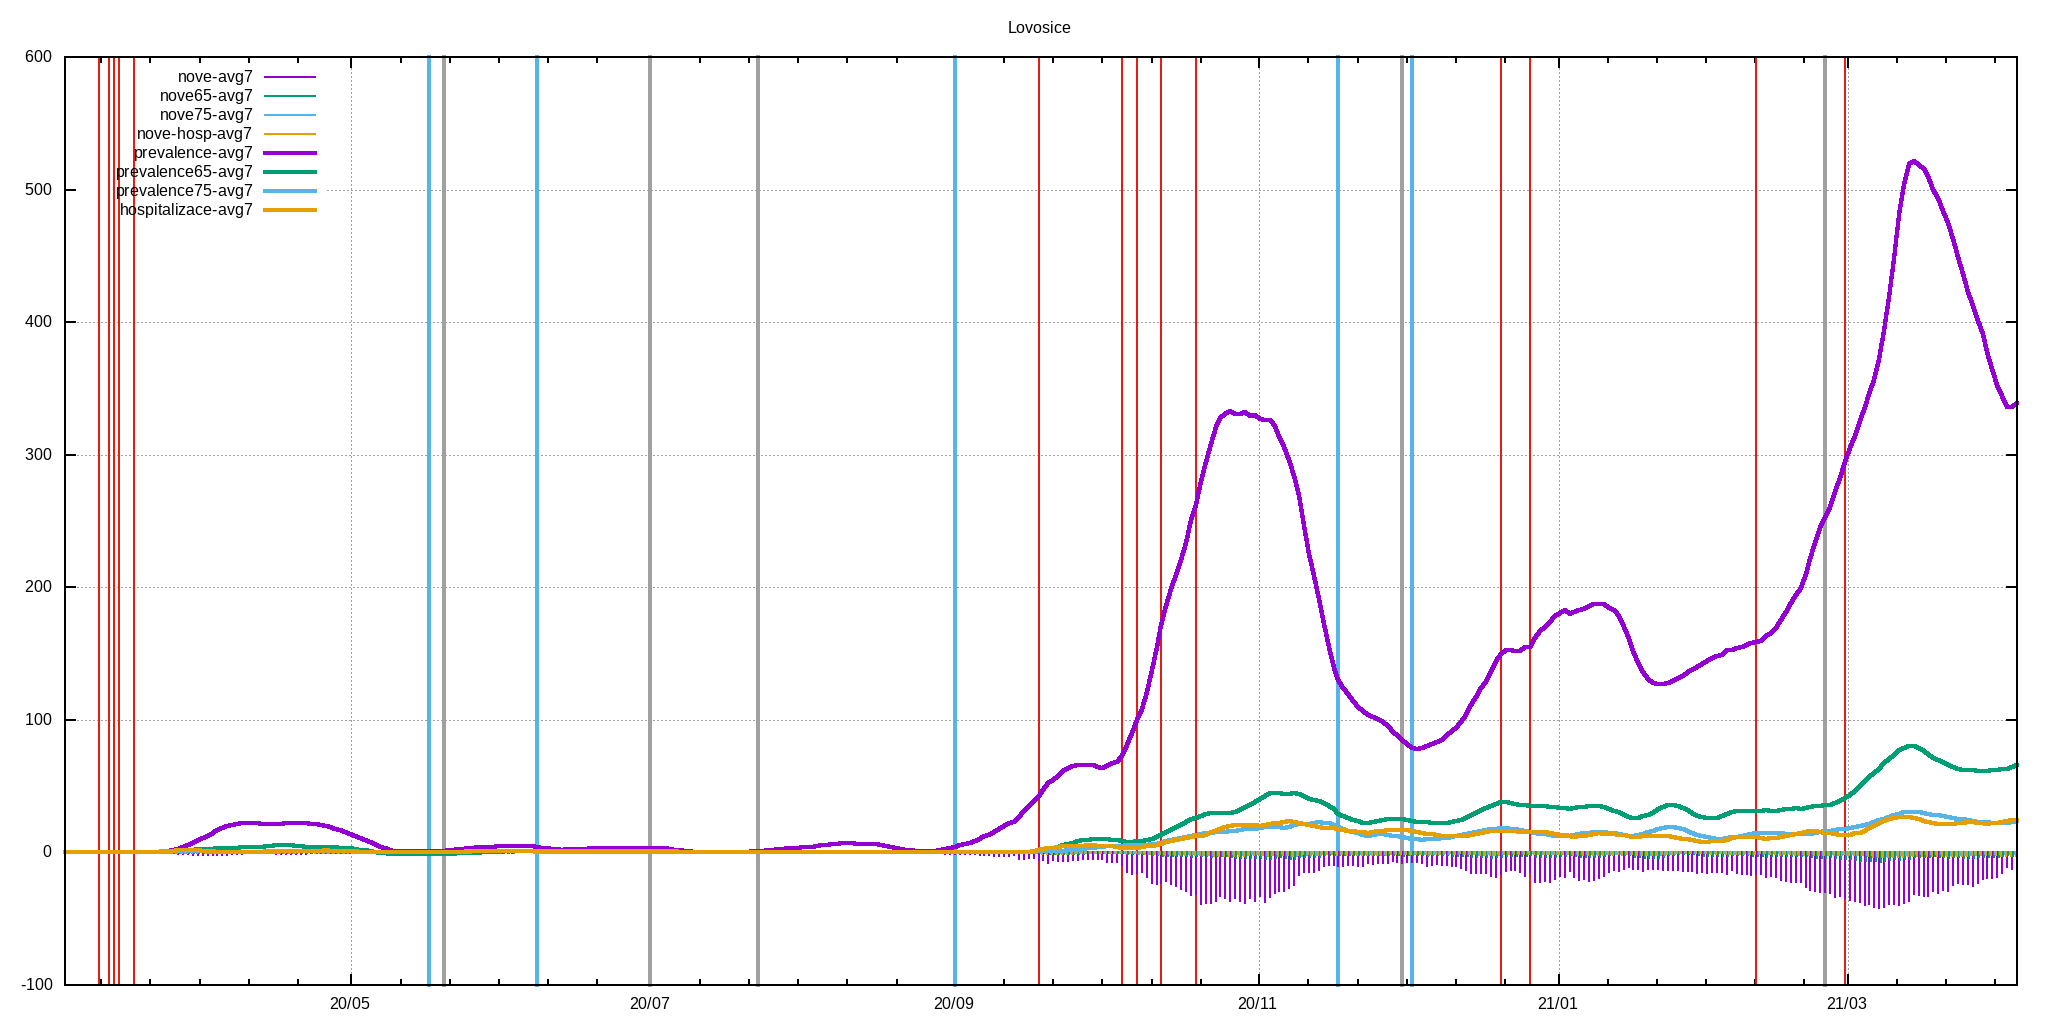 Lovosice
600
500
400
300
200
100
0
-100
nove-avg7
nove65-avg7
nove75-avg7
nove-hosp-avg7
prevalence-avg7
prevalence65-avg7
prevalence75-avg7
hospitalizace-avg7
20/05
20/07
20/09
20/11
21/01
21/03